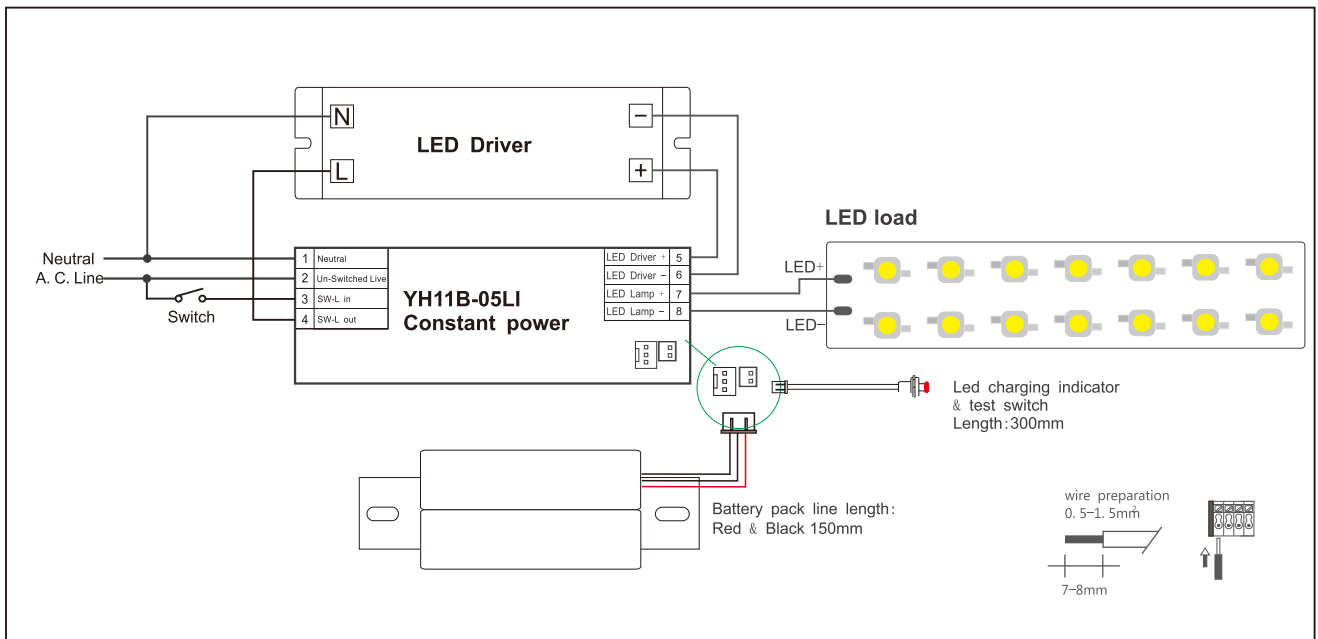 N
L
LED Driver
−
+
Neutral
A. C. Line
Switch
1 Neutral
2 Un-Switched Live
3 SW-L in
4 SW-L out
YH11B-05LI
Constant power
LED Driver + 5
LED Driver − 6
LED Lamp + 7
LED Lamp − 8
LED load
LED+
LED−
Led charging indicator
& test switch
Length:300mm
Battery pack line length:
Red & Black 150mm
wire preparation
0. 5-1. 5mm²
7-8mm